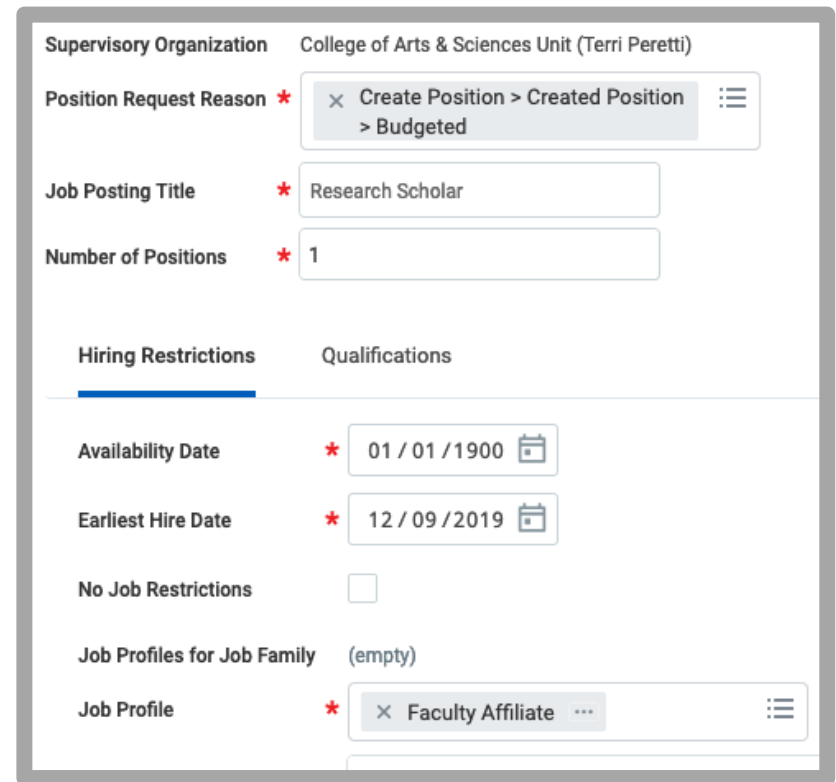 Supervisory Organization College of Arts & Sciences Unit (Terri Peretti)
Position Request Reason * × Create Position > Created Position
> Budgeted
Job Posting Title * Research Scholar
Number of Positions * 1
Hiring Restrictions Qualifications
Availability Date * 01 / 01 /1900
Earliest Hire Date * 12 / 09 /2019
No Job Restrictions
Job Profiles for Job Family (empty)
Job Profile * × Faculty Affiliate ...